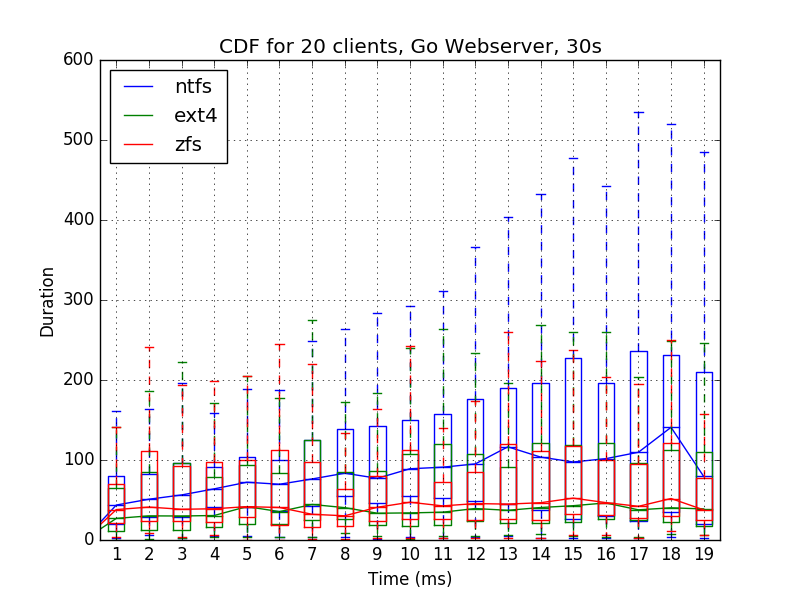 CDF for 20 clients, Go Webserver, 30s
600
500
400
300
200
100
0
Duration
ntfs
ext4
zfs
1 2 3 4 5 6 7 8 9 10 11 12 13 14 15 16 17 18 19
Time (ms)